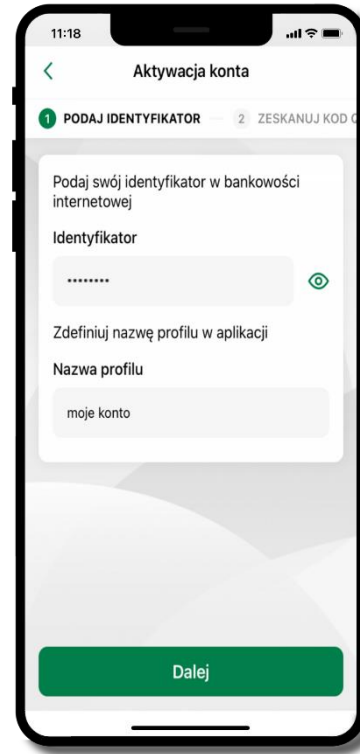 11:18
Aktywacja konta
1 PODAJ IDENTYFIKATOR 2 ZESKANUJ KOD
Podaj swój identyfikator w bankowości
internetowej
Identyfikator
••••••••
Zdefiniuj nazwę profilu w aplikacji
Nazwa profilu
moje konto
Dalej